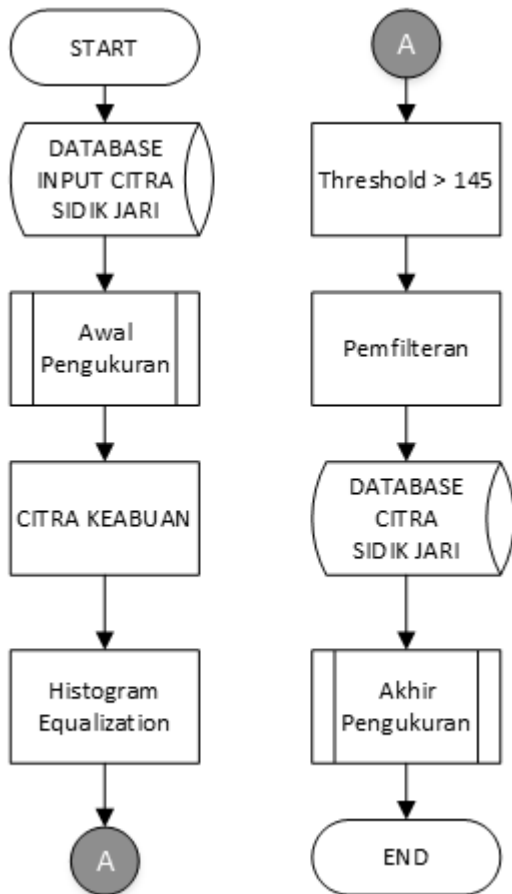 START
DATABASE
INPUT CITRA
SIDIK JARI
Awal
Pengukuran
CITRA KEABUAN
Histogram
Equalization
A
A
Threshold > 145
Pemfilteran
DATABASE
CITRA
SIDIK JARI
Akhir
Pengukuran
END